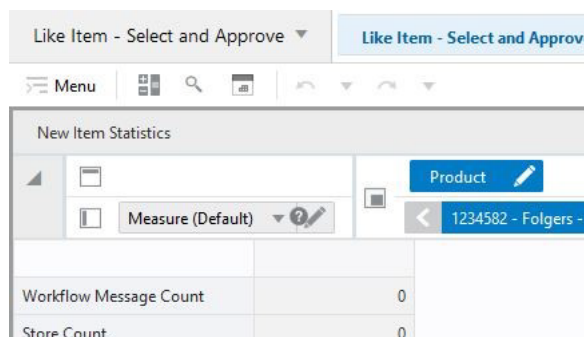 Like Item - Select and Approve
Like Item - Select and Approv
Menu
New Item Statistics
Product
Measure (Default)
1234582 - Folgers -
Workflow Message Count 0
Store Count 0